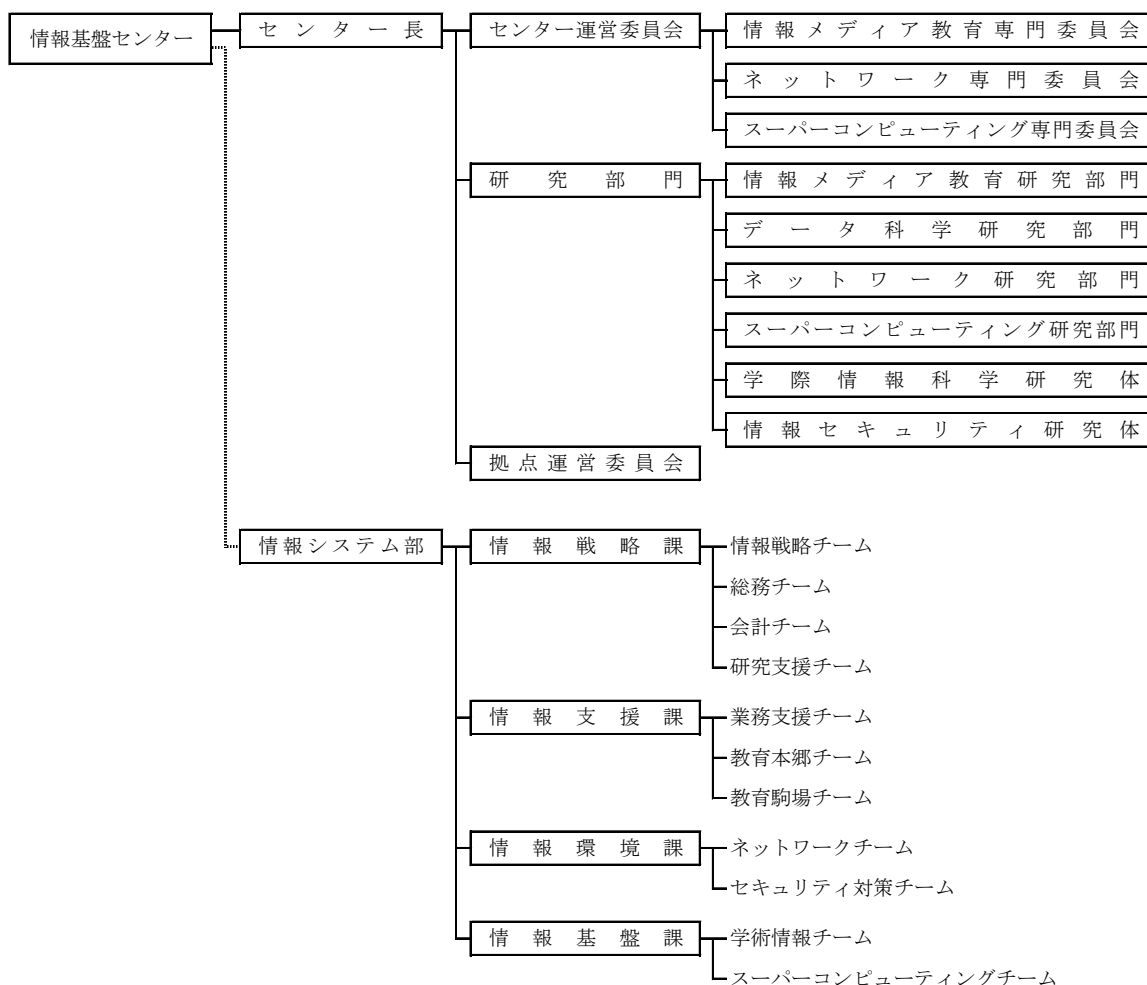 情報基盤センター
センター長
センター運営委員会
情報メディア教育専門委員会
ネットワーク専門委員会
スーパーコンピューティング専門委員会
研究部門
情報メディア教育研究部門
データ科学研究部門
ネットワーク研究部門
スーパーコンピューティング研究部門
学際情報科学研究体
情報セキュリティ研究体
拠点運営委員会
情報システム部
情報戦略課
情報戦略チーム
総務チーム
会計チーム
研究支援チーム
情報支援課
業務支援チーム
教育本郷チーム
教育駒場チーム
情報環境課
ネットワークチーム
セキュリティ対策チーム
情報基盤課
学術情報チーム
スーパーコンピューティングチーム